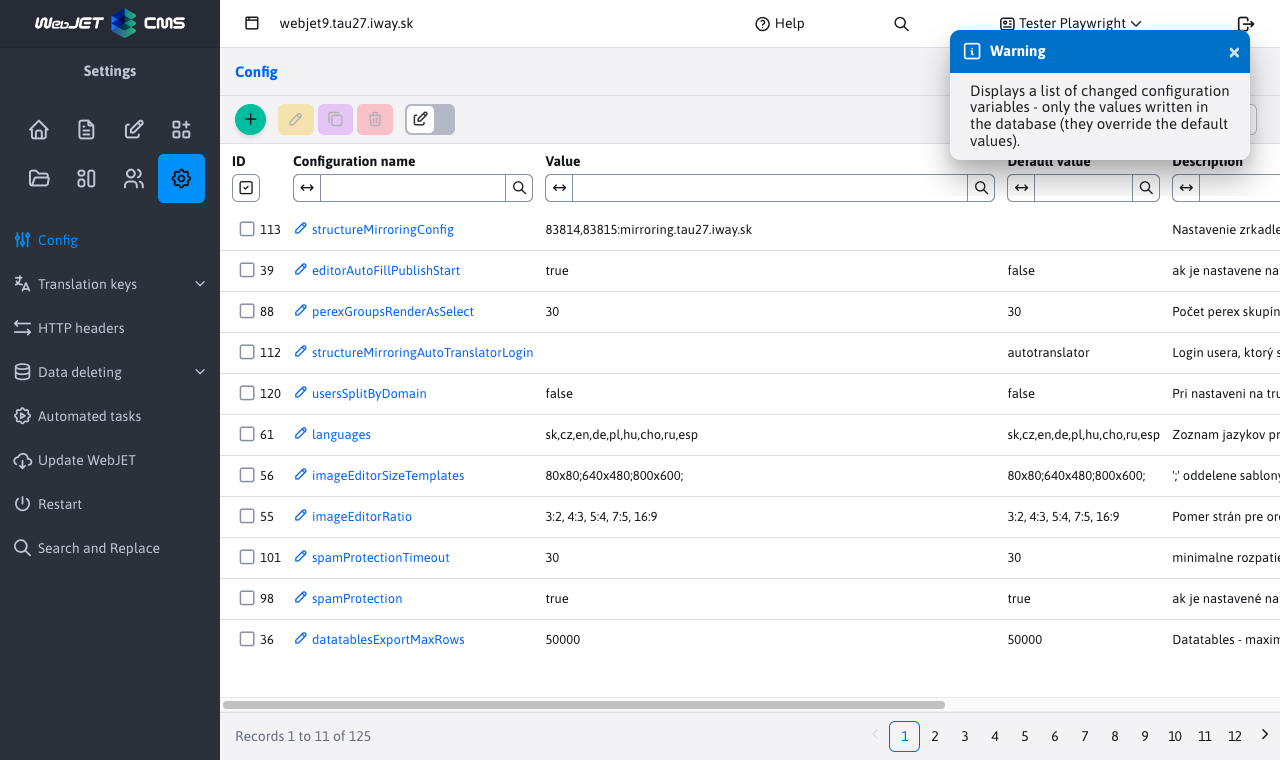 WebJET CMS
webjet9.tau27.iway.sk
Help
Tester Playwright
Settings
Config
Warning
Displays a list of changed configuration
variables - only the values written in
the database (they override the default
values).
ID Configuration name Value Default value Description
113 structureMirroringConfig 83814,83815:mirroring.tau27.iway.sk Nastavenie zrkadle
39 editorAutoFillPublishStart true false ak je nastavene na
88 perexGroupsRenderAsSelect 30 30 Počet perex skupín
112 structureMirroringAutoTranslatorLogin autotranslator Login usera, ktorý s
120 usersSplitByDomain false false Pri nastaveni na tru
61 languages sk,cz,en,de,pl,hu,cho,ru,esp sk,cz,en,de,pl,hu,cho,ru,esp Zoznam jazykov pr
56 imageEditorSizeTemplates 80x80;640x480;800x600; 80x80;640x480;800x600; ';' oddelene sablony
55 imageEditorRatio 3:2, 4:3, 5:4, 7:5, 16:9 3:2, 4:3, 5:4, 7:5, 16:9 Pomer strán pre ore
101 spamProtectionTimeout 30 30 minimalne rozpatie
98 spamProtection true true ak je nastavené na
36 datatablesExportMaxRows 50000 50000 Datatables - maxim
Config
Translation keys
HTTP headers
Data deleting
Automated tasks
Update WebJET
Restart
Search and Replace
Records 1 to 11 of 125
1 2 3 4 5 6 7 8 9 10 11 12